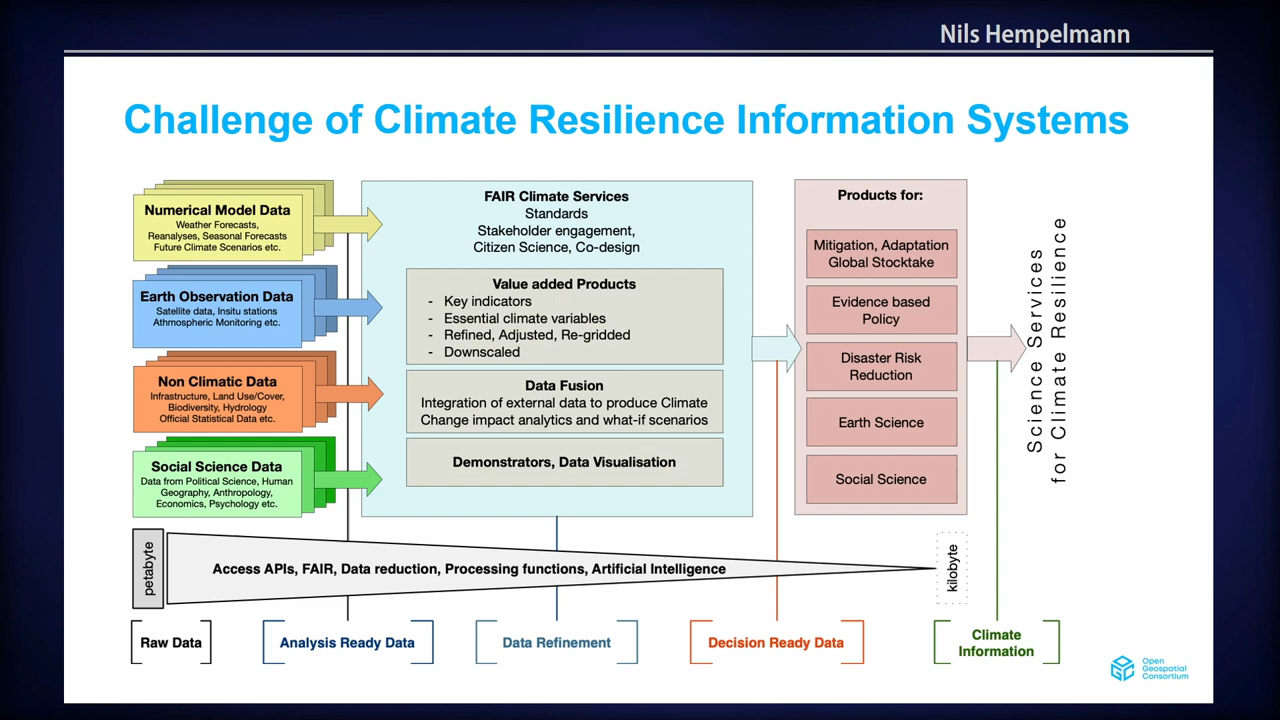 Nils Hempelmann
Challenge of Climate Resilience Information Systems
Numerical Model Data
Weather Forecasts,
Reanalyses, Seasonal Forecasts
Future Climate Scenarios etc.
Earth Observation Data
Satellite data, Insitu stations
Athmospheric Monitoring etc.
Non Climatic Data
Infrastructure, Land Use/Cover,
Biodiversity, Hydrology
Official Statistical Data etc.
Social Science Data
Data from Political Science, Human
Geography, Anthropology,
Economics, Psychology etc.
FAIR Climate Services
Standards
Stakeholder engagement,
Citizen Science, Co-design
Value added Products
- Key indicators
- Essential climate variables
- Refined, Adjusted, Re-gridded
- Downscaled
Data Fusion
Integration of external data to produce Climate
Change impact analytics and what-if scenarios
Demonstrators, Data Visualisation
Products for:
Mitigation, Adaptation
Global Stocktake
Evidence based
Policy
Disaster Risk
Reduction
Earth Science
Social Science
Science Services
for Climate Resilience
petabyte
Access APIs, FAIR, Data reduction, Processing functions, Artificial Intelligence
kilobyte
Raw Data
Analysis Ready Data
Data Refinement
Decision Ready Data
Climate
Information
Open
Geospatial
Consortium